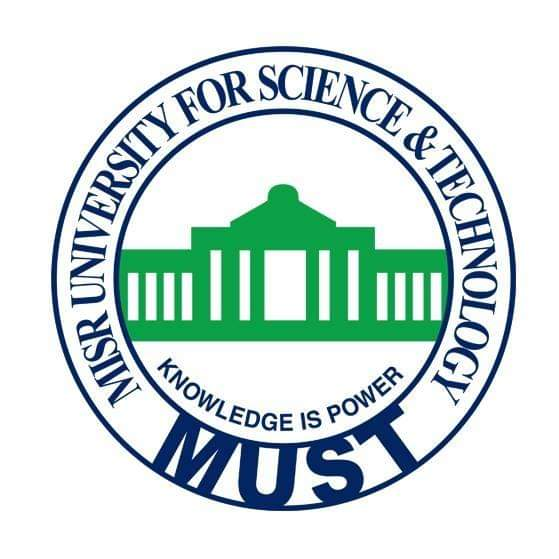 MISR UNIVERSITY FOR SCIENCE & TECHNOLOGY
KNOWLEDGE IS POWER
MUST